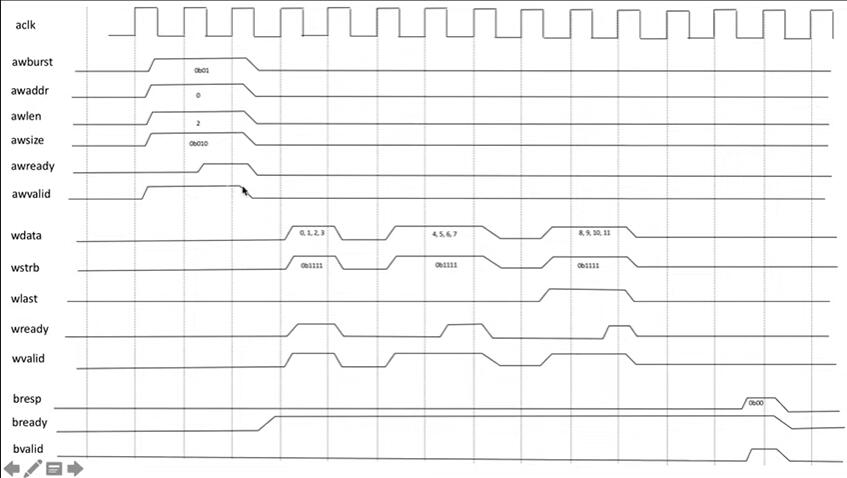 aclk
awburst
0b01
awaddr
0
awlen
2
awsize
0b010
awready
awvalid
wdata
0, 1, 2, 3
4, 5, 6, 7
8, 9, 10, 11
wstrb
0b1111
0b1111
0b1111
wlast
wready
wvalid
bresp
0b00
bready
bvalid